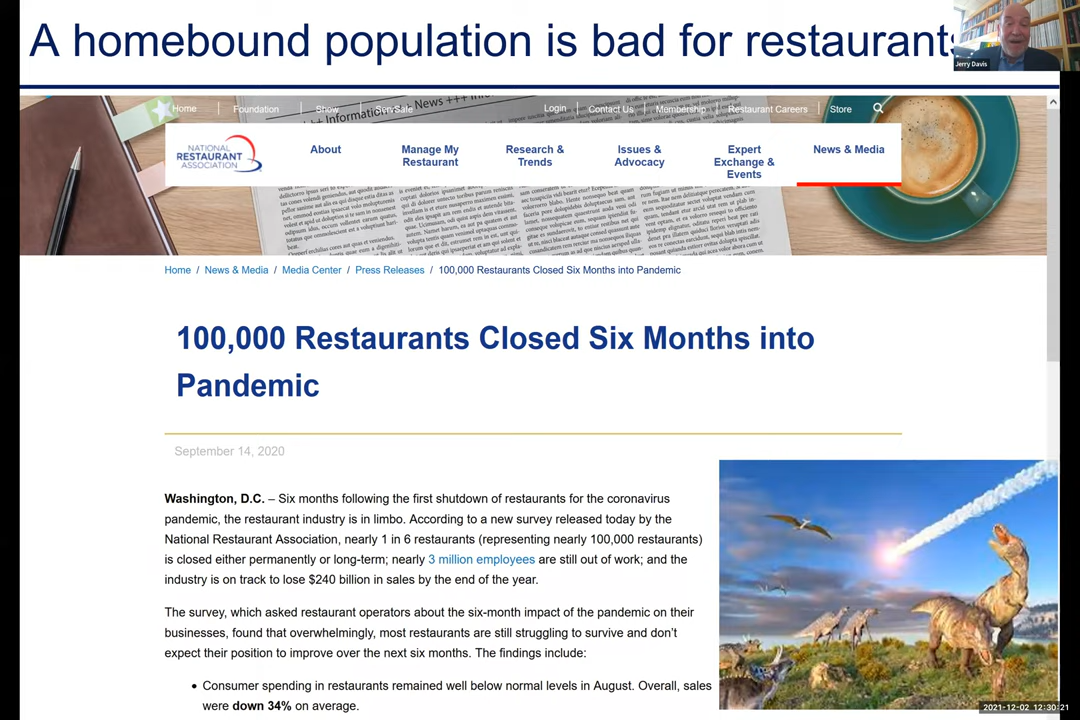 A homebound population is bad for restaurants
Jerry Davis
Home
Foundation
Show
ServSafe
Login
Contact Us
Membership
Restaurant Careers
Store
Information +++ News +++
NATIONAL
RESTAURANT
ASSOCIATION
About
Manage My
Restaurant
Research &
Trends
Issues &
Advocacy
Expert
Exchange &
Events
News & Media
Home / News & Media / Media Center / Press Releases / 100,000 Restaurants Closed Six Months into Pandemic
100,000 Restaurants Closed Six Months into
Pandemic
September 14, 2020
Washington, D.C. – Six months following the first shutdown of restaurants for the coronavirus
pandemic, the restaurant industry is in limbo. According to a new survey released today by the
National Restaurant Association, nearly 1 in 6 restaurants (representing nearly 100,000 restaurants)
is closed either permanently or long-term; nearly 3 million employees are still out of work; and the
industry is on track to lose $240 billion in sales by the end of the year.
The survey, which asked restaurant operators about the six-month impact of the pandemic on their
businesses, found that overwhelmingly, most restaurants are still struggling to survive and don't
expect their position to improve over the next six months. The findings include:
• Consumer spending in restaurants remained well below normal levels in August. Overall, sales
were down 34% on average.
2021-12-02 12:30:21